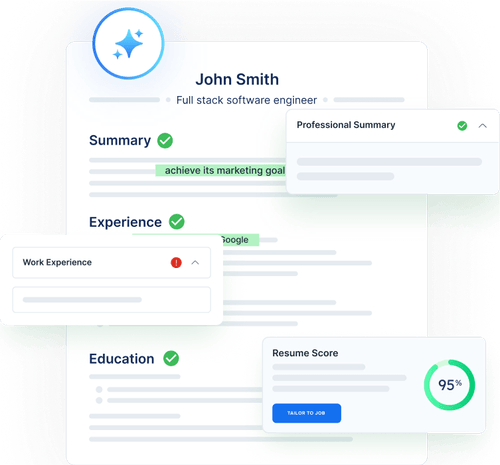 John Smith
Full stack software engineer
Professional Summary
Summary
achieve its marketing goal
Experience
Google
Work Experience
Resume Score
95%
Education
TAILOR TO JOB